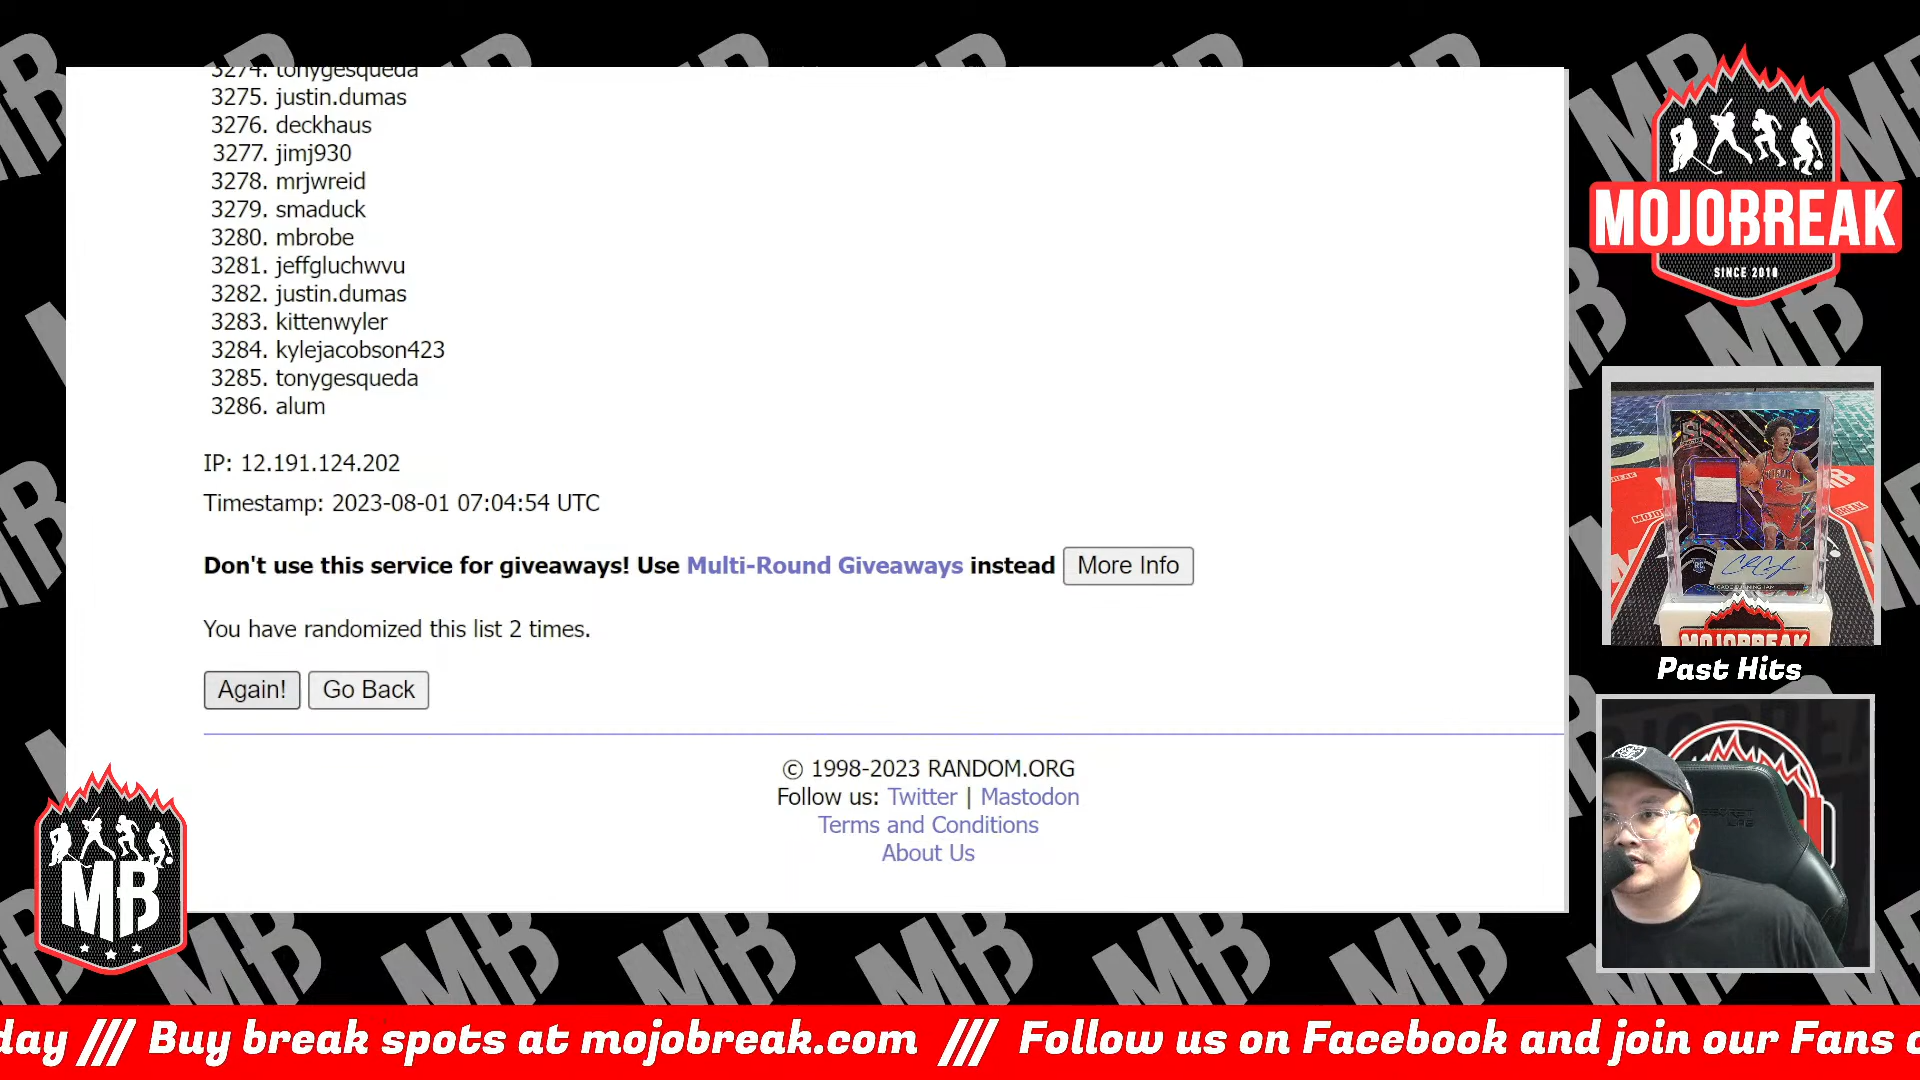 3274. tonygesqueda
3275. justin.dumas
3276. deckhaus
3277. jimj930
3278. mrjwreid
3279. smaduck
3280. mbrobe
3281. jeffgluchwvu
3282. justin.dumas
3283. kittenwyler
3284. kylejacobson423
3285. tonygesqueda
3286. alum
IP: 12.191.124.202
Timestamp: 2023-08-01 07:04:54 UTC
Don't use this service for giveaways! Use Multi-Round Giveaways instead More Info
You have randomized this list 2 times.
Again! Go Back
© 1998-2023 RANDOM.ORG
Follow us: Twitter | Mastodon
Terms and Conditions
About Us
MOJOBREAK
SINCE 2010
MOJOBREAK
Past Hits
MB
day /// Buy break spots at mojobreak.com /// Follow us on Facebook and join our Fans